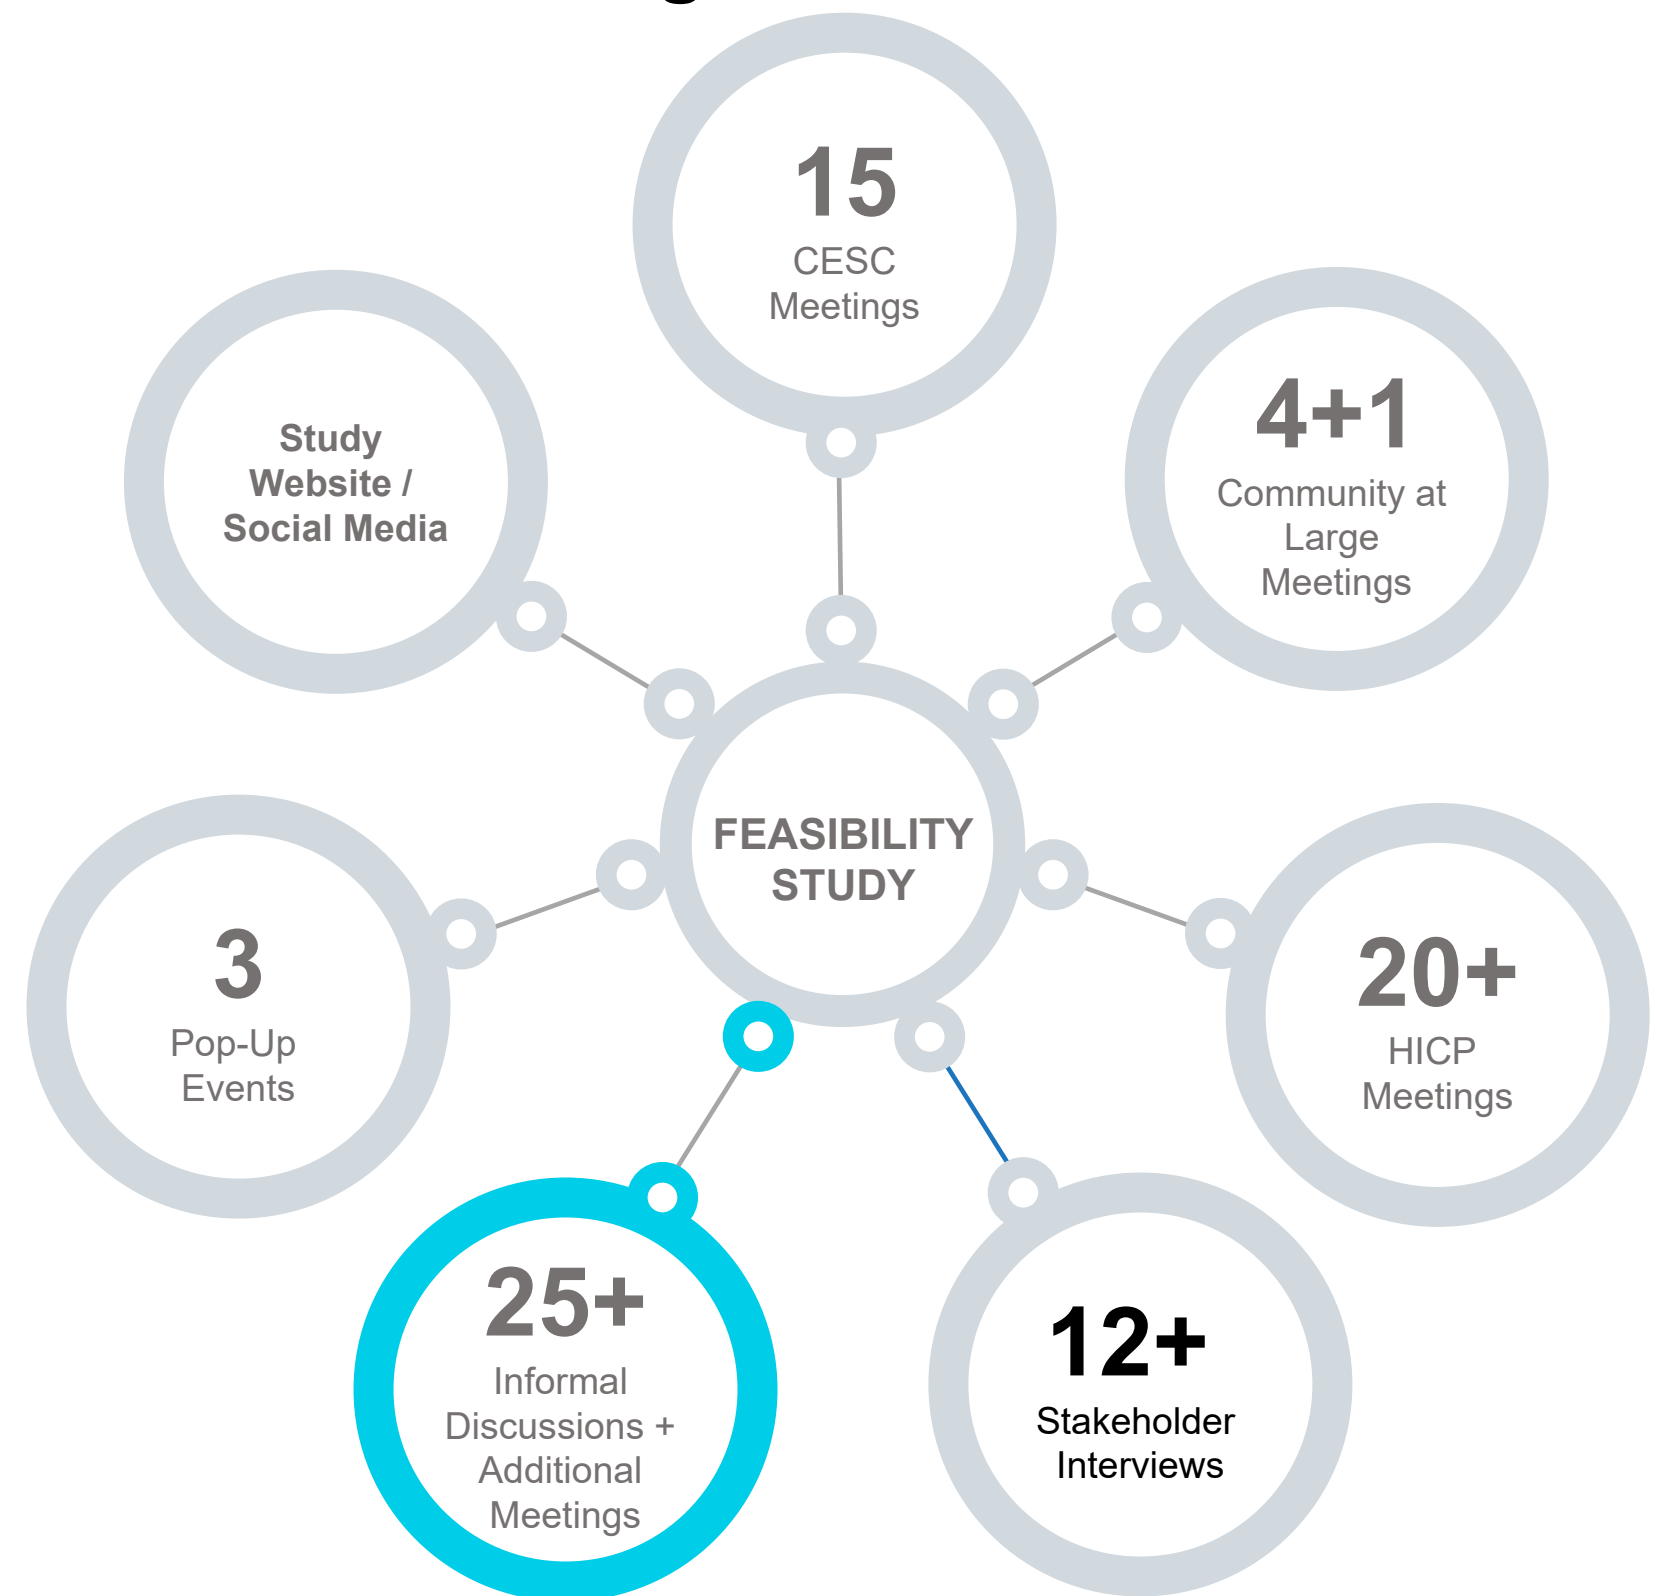 15
CESC
Meetings
4+1
Community at
Large
Meetings
20+
HICP
Meetings
12+
Stakeholder
Interviews
25+
Informal
Discussions +
Additional
Meetings
3
Pop-Up
Events
Study
Website /
Social Media
FEASIBILITY
STUDY